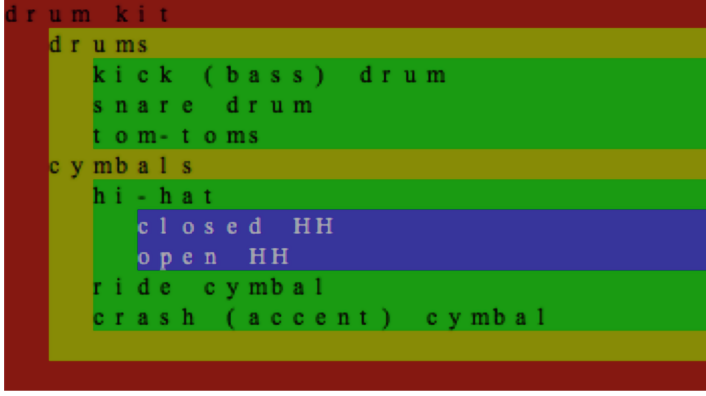 drum kit
drums
kick (bass) drum
snare drum
tom-toms
cymbals
hi-hat
closed HH
open HH
ride cymbal
crash (accent) cymbal